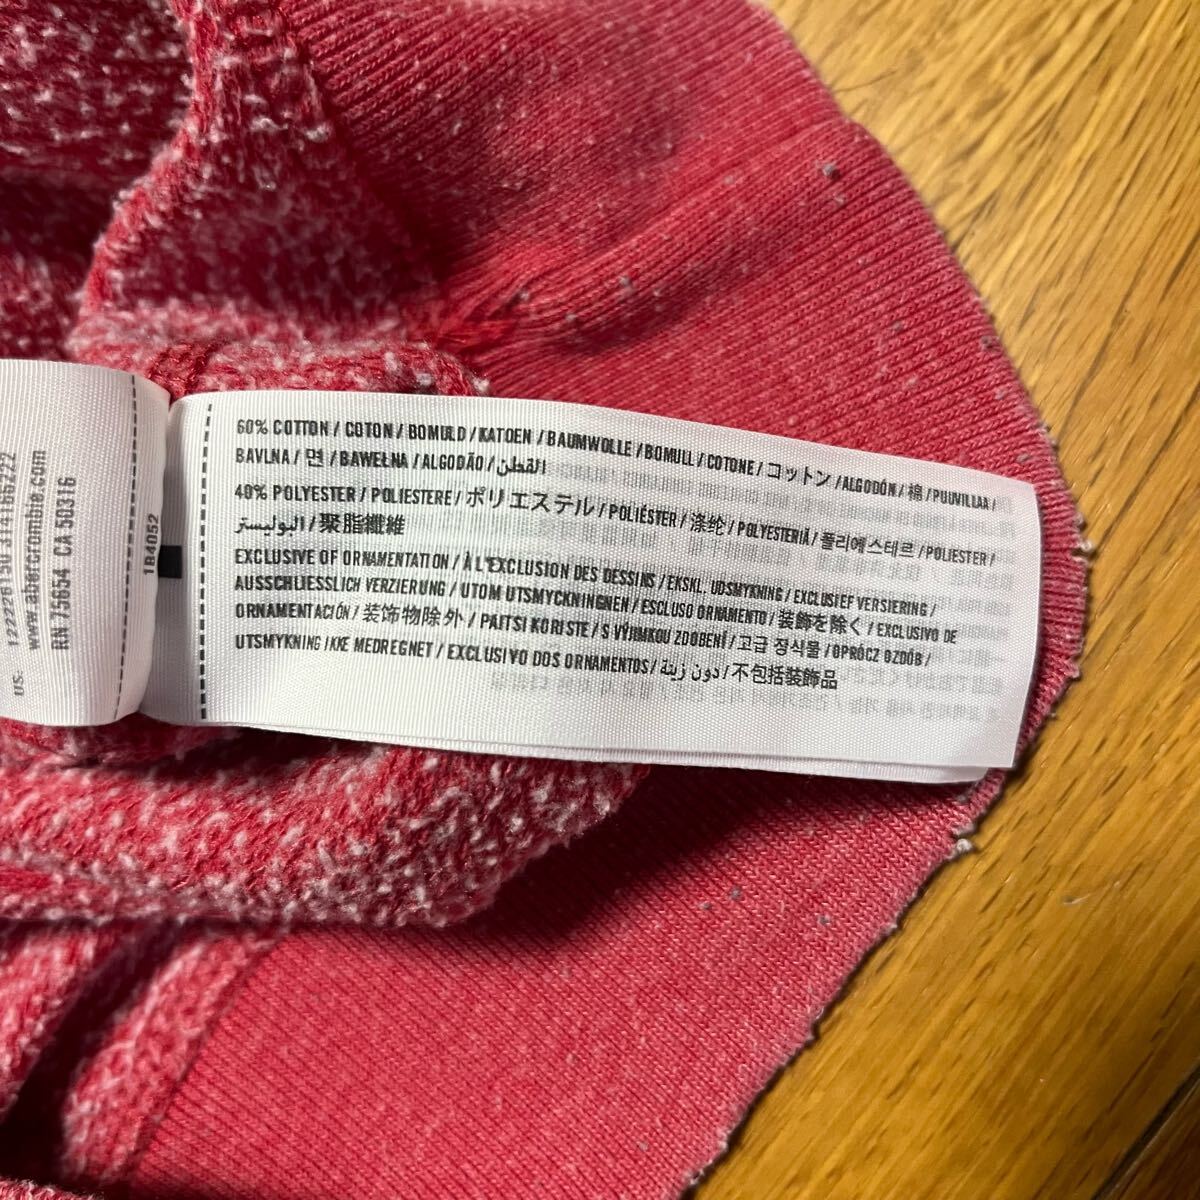 60% COTTON / COTON / BOMULD / KATOEN / BAUMWOLLE / BOMULL / COTONE / コットン / ALGODÓN / 棉 / PUUVILLAA /
BAVLNA / 면 / BAWEŁNA / ALGODÃO / القطن
40% POLYESTER / POLIESTERE / ポリエステル / POLIÉSTER / 涤纶 / POLYESTERIÄ / 폴리에스테르 / POLIESTER /
البوليستر / 聚脂纖維
EXCLUSIVE OF ORNAMENTATION / À L'EXCLUSION DES DESSINS / EKSKL. UDSMYKNING / EXCLUSIEF VERSIERING /
AUSSCHLIESSLICH VERZIERUNG / UTOM UTSMYCKNINGNEN / ESCLUSO ORNAMENTO / 装飾を除く / EXCLUSIVO DE
ORNAMENTACIÓN / 装饰物除外 / PAITSI KORISTE / S VÝJIMKOU ZDOBENÍ / 고급 장식물 / OPRÓCZ OZDÓB /
UTSMYKNING IKKE MEDREGNET / EXCLUSIVO DOS ORNAMENTOS / دون زينة / 不包括裝飾品
1B4052
www.abercrombie.com
RN 75654 CA 50316
US: